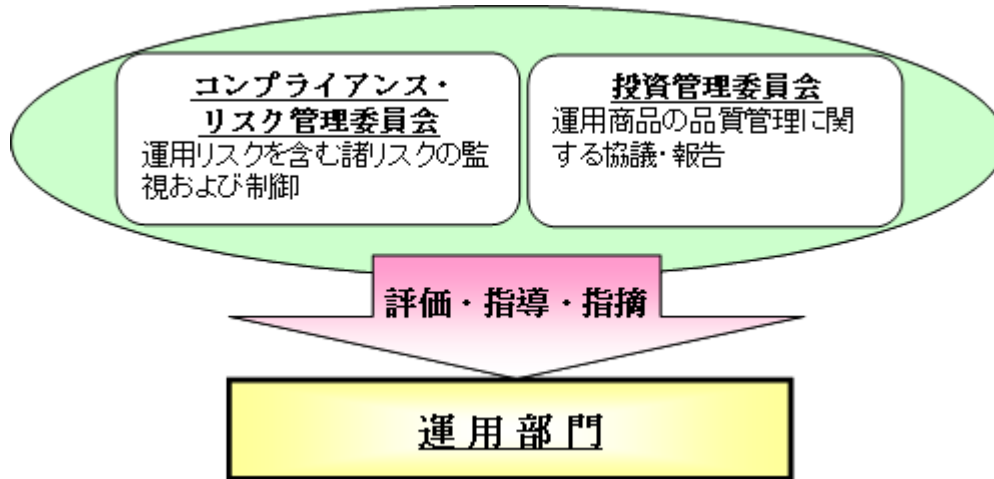 コンプライアンス・
リスク管理委員会
運用リスクを含む諸リスクの監
視および制御
投資管理委員会
運用商品の品質管理に関
する協議・報告
評価・指導・指摘
運用部門